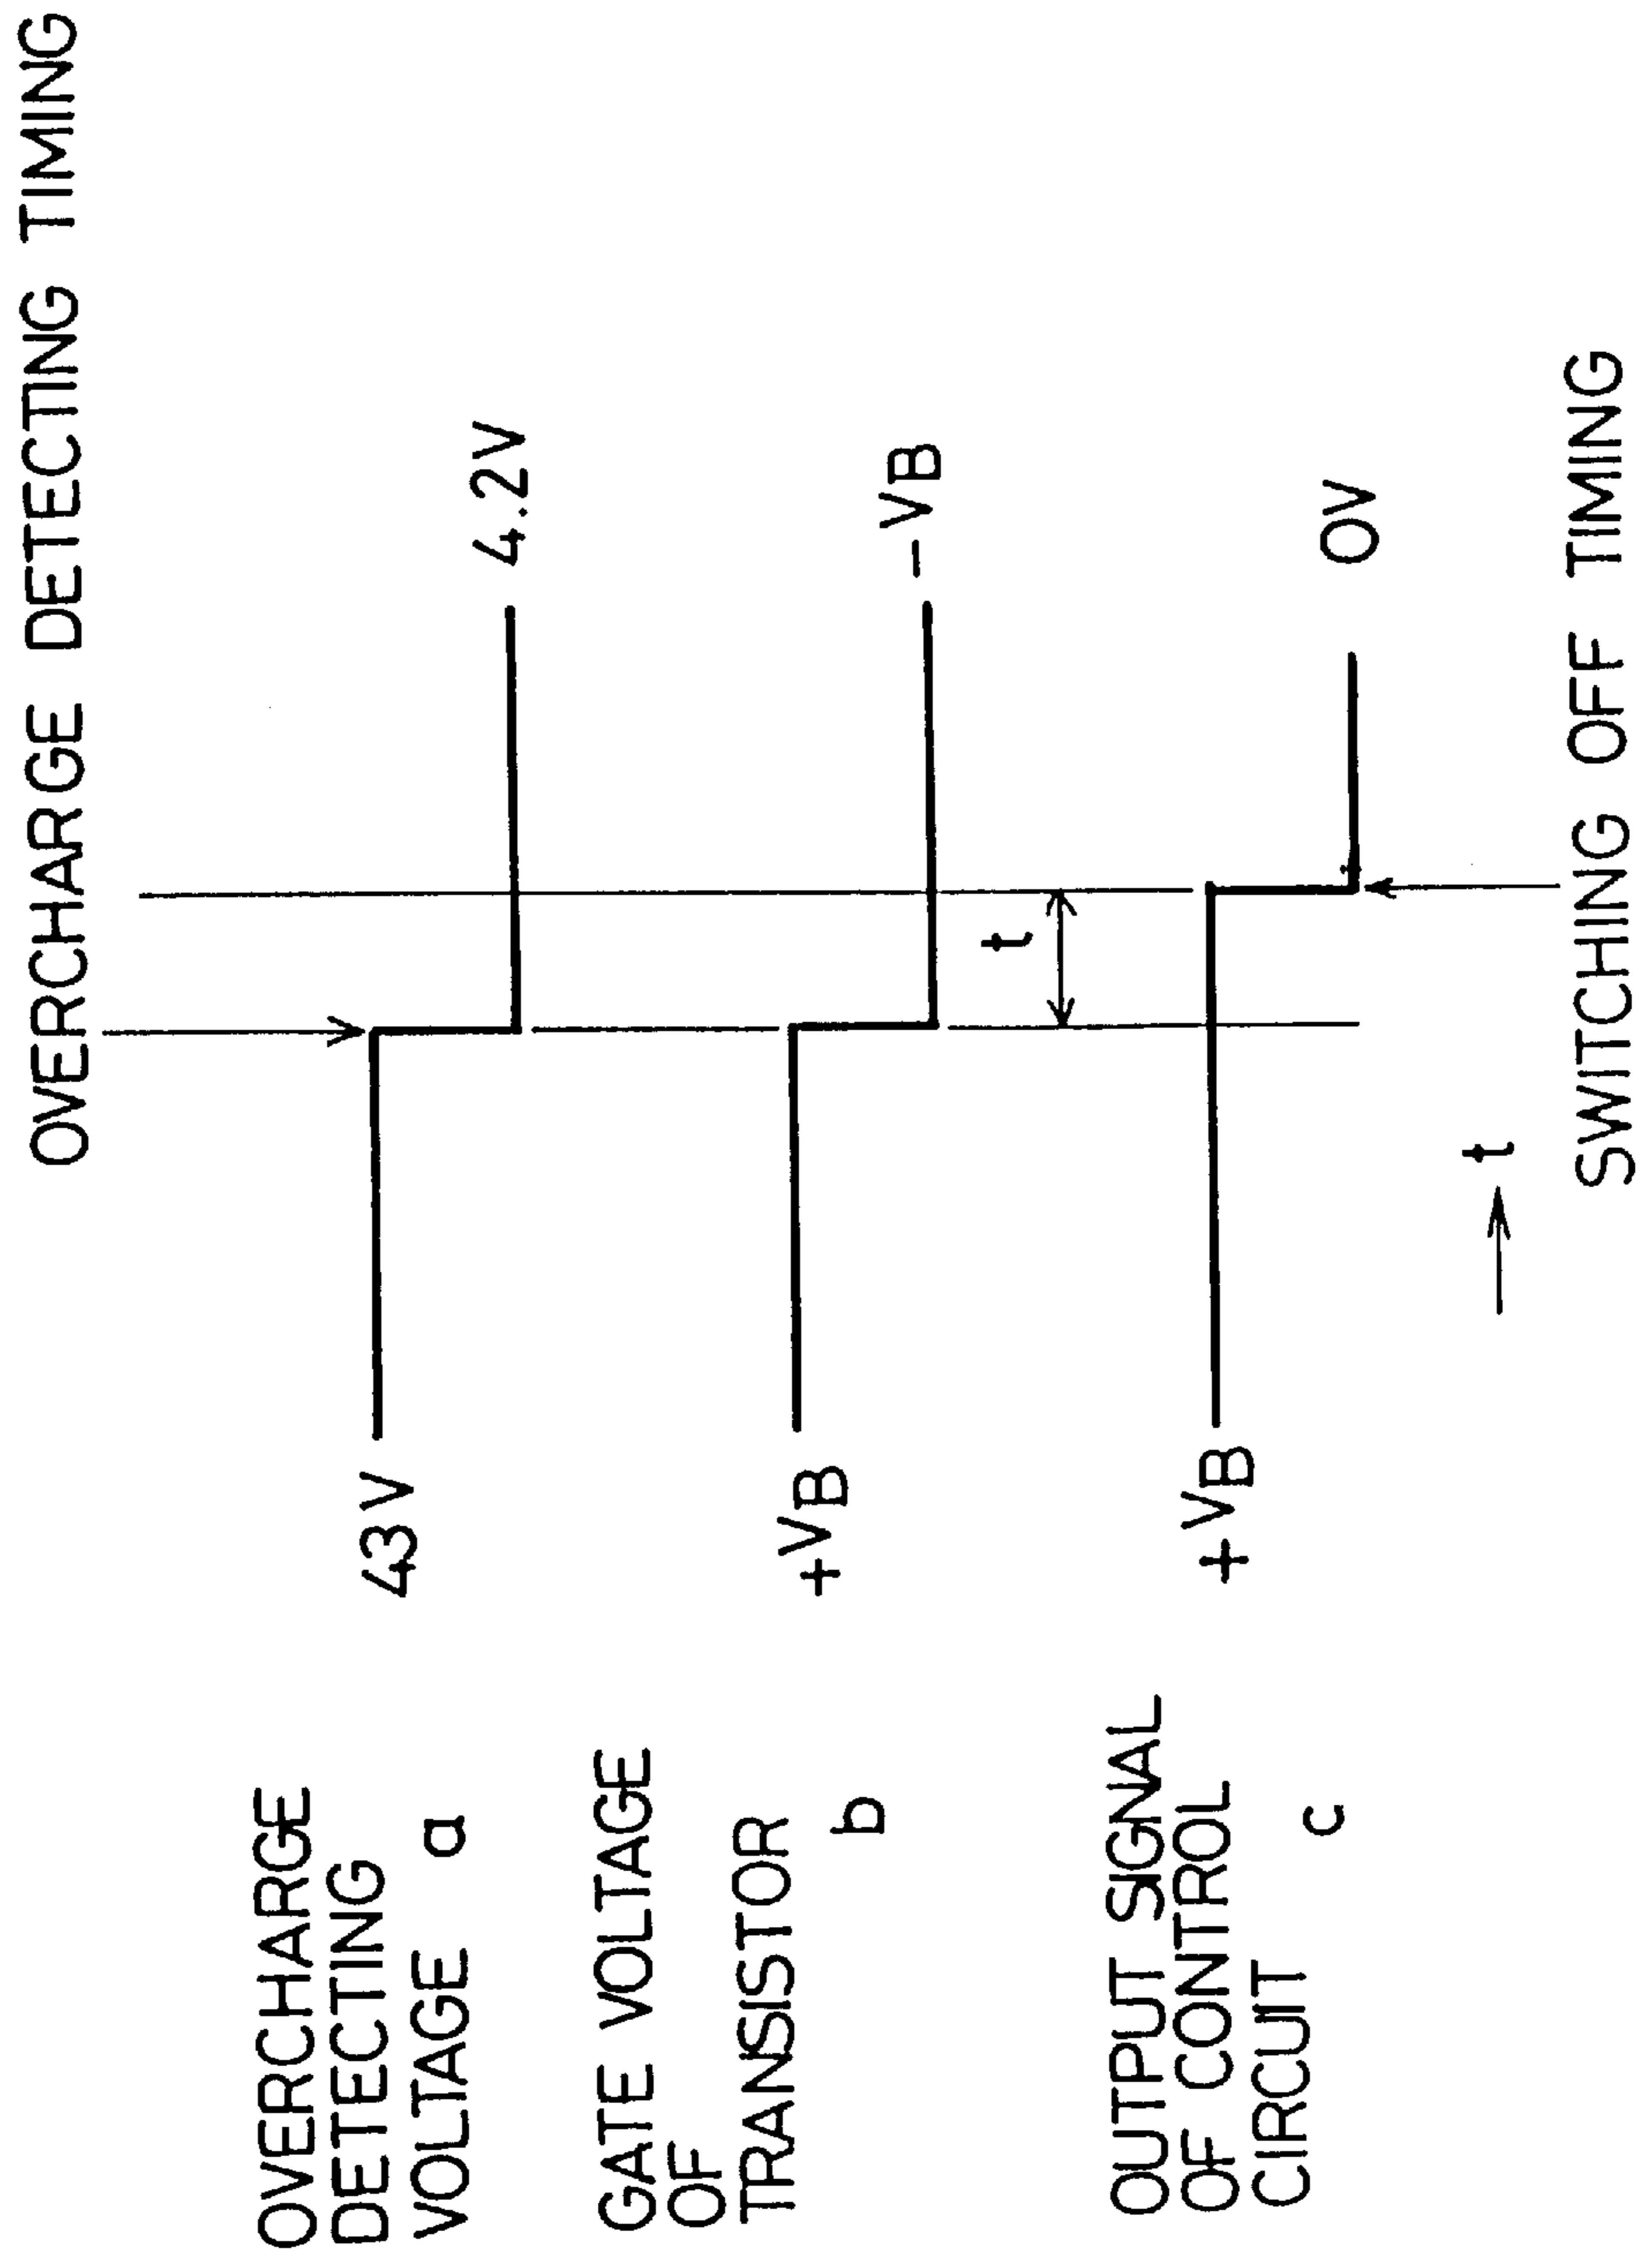 OVERCHARGE DETECTING TIMING
OVERCHARGE
DETECTING
VOLTAGE a
43V
4.2V
GATE VOLTAGE
OF
TRANSISTOR
b
+VB
-VB
t
OUTPUT SIGNAL
OF CONTROL
CIRCUIT c
+VB
0V
t
SWITCHING OFF TIMING